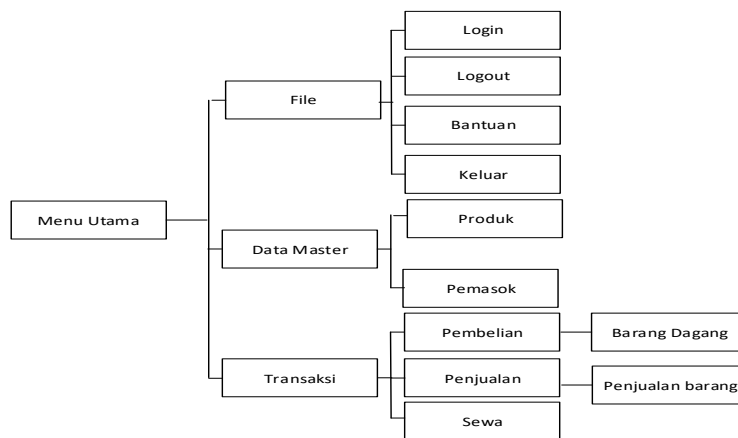 Login
Logout
File
Bantuan
Keluar
Menu Utama
Produk
Data Master
Pemasok
Pembelian
Barang Dagang
Transaksi
Penjualan
Penjualan barang
Sewa